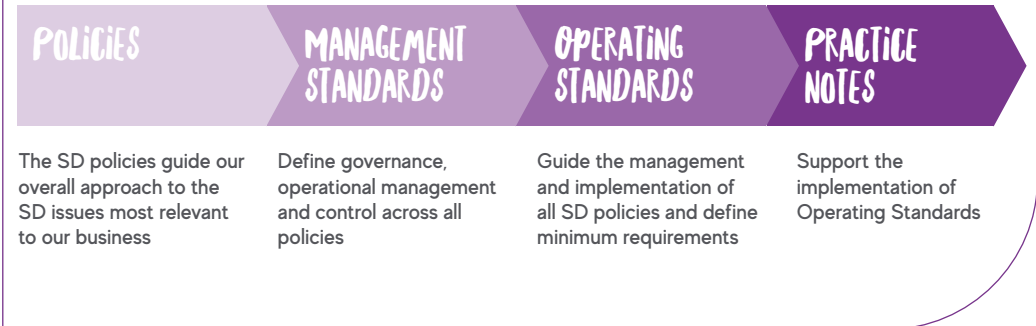 POLICIES
MANAGEMENT
STANDARDS
OPERATING
STANDARDS
PRACTICE
NOTES
The SD policies guide our
overall approach to the
SD issues most relevant
to our business
Define governance,
operational management
and control across all
policies
Guide the management
and implementation of
all SD policies and define
minimum requirements
Support the
implementation of
Operating Standards